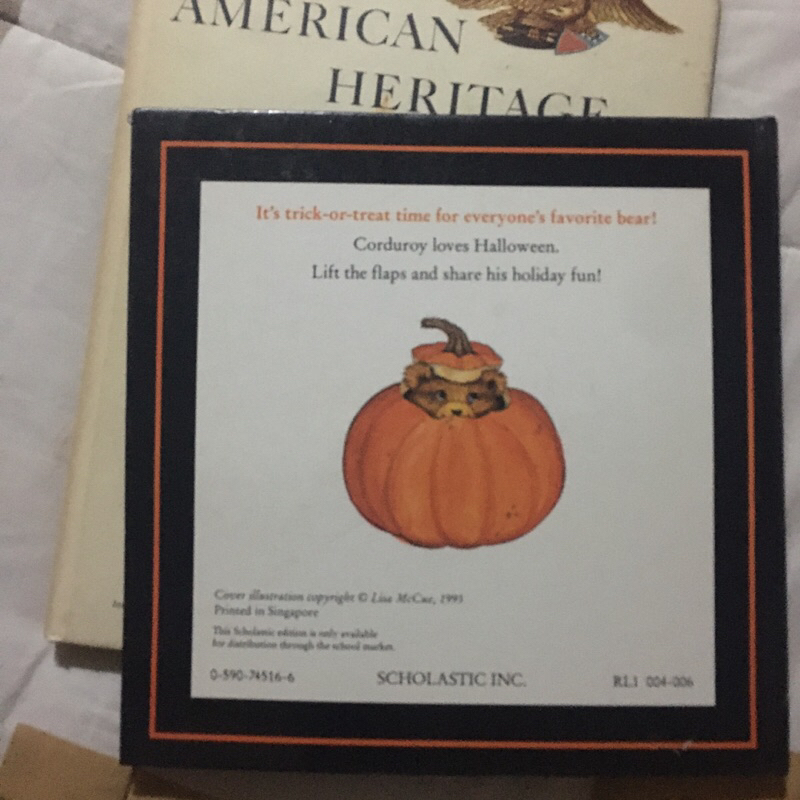 AMERICAN
HERITAGE
It's trick-or-treat time for everyone's favorite bear!
Corduroy loves Halloween.
Lift the flaps and share his holiday fun!
Cover illustration copyright © Lisa McCue, 1995
Printed in Singapore
This Scholastic edition is only available
for distribution through the school market.
0-590-74516-6
SCHOLASTIC INC.
RL1 004-006